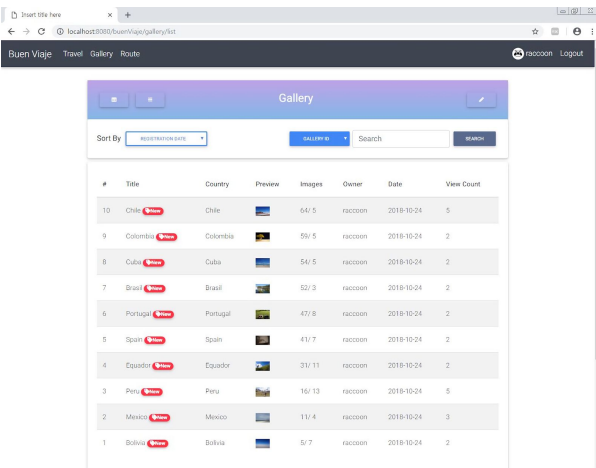 Insert title here
localhost:8080/buenViaje/gallery/list
Buen Viaje Travel Gallery Route raccoon Logout
Gallery
Sort By REGISTRATION DATE GALLERY ID Search SEARCH
# Title Country Preview Images Owner Date View Count
10 Chile New Chile 64/ 5 raccoon 2018-10-24 5
9 Colombia New Colombia 59/ 5 raccoon 2018-10-24 2
8 Cuba New Cuba 54/ 5 raccoon 2018-10-24 2
7 Brasil New Brasil 52/ 3 raccoon 2018-10-24 2
6 Portugal New Portugal 47/ 8 raccoon 2018-10-24 2
5 Spain New Spain 41/ 7 raccoon 2018-10-24 2
4 Equador New Equador 31/ 11 raccoon 2018-10-24 2
3 Peru New Peru 16/ 13 raccoon 2018-10-24 5
2 Mexico New Mexico 11/ 4 raccoon 2018-10-24 3
1 Bolivia New Bolivia 5/ 7 raccoon 2018-10-24 2